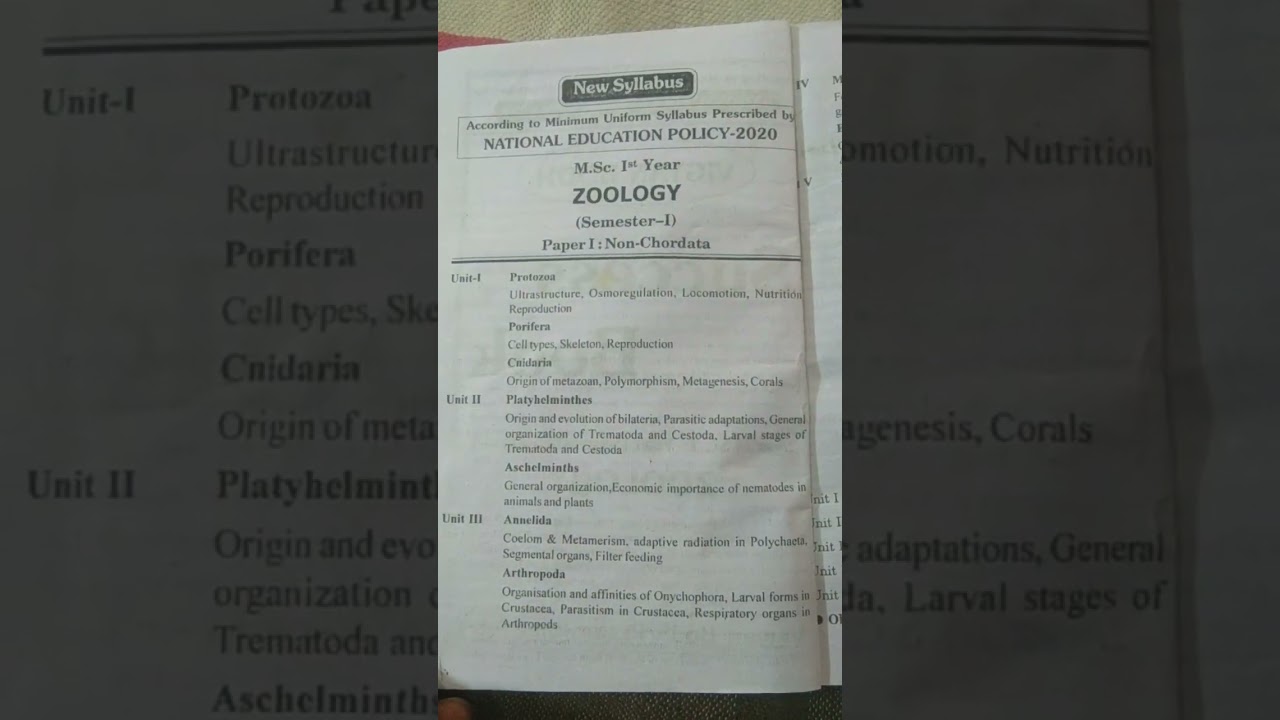 New Syllabus
According to Minimum Uniform Syllabus Prescribed by
NATIONAL EDUCATION POLICY-2020
M.Sc. Ist Year
ZOOLOGY
(Semester–I)
Paper I : Non-Chordata
Unit-I Protozoa
Ultrastructure, Osmoregulation, Locomotion, Nutrition
Reproduction
Porifera
Cell types, Skeleton, Reproduction
Cnidaria
Origin of metazoan, Polymorphism, Metagenesis, Corals
Unit II Platyhelminthes
Origin and evolution of bilateria, Parasitic adaptations, General
organization of Trematoda and Cestoda, Larval stages of
Trematoda and Cestoda
Aschelminths
General organization,Economic importance of nematodes in
animals and plants
Unit III Annelida
Coelom & Metamerism, adaptive radiation in Polychaeta,
Segmental organs, Filter feeding
Arthropoda
Organisation and affinities of Onychophora, Larval forms in
Crustacea, Parasitism in Crustacea, Respiratory organs in
Arthropods